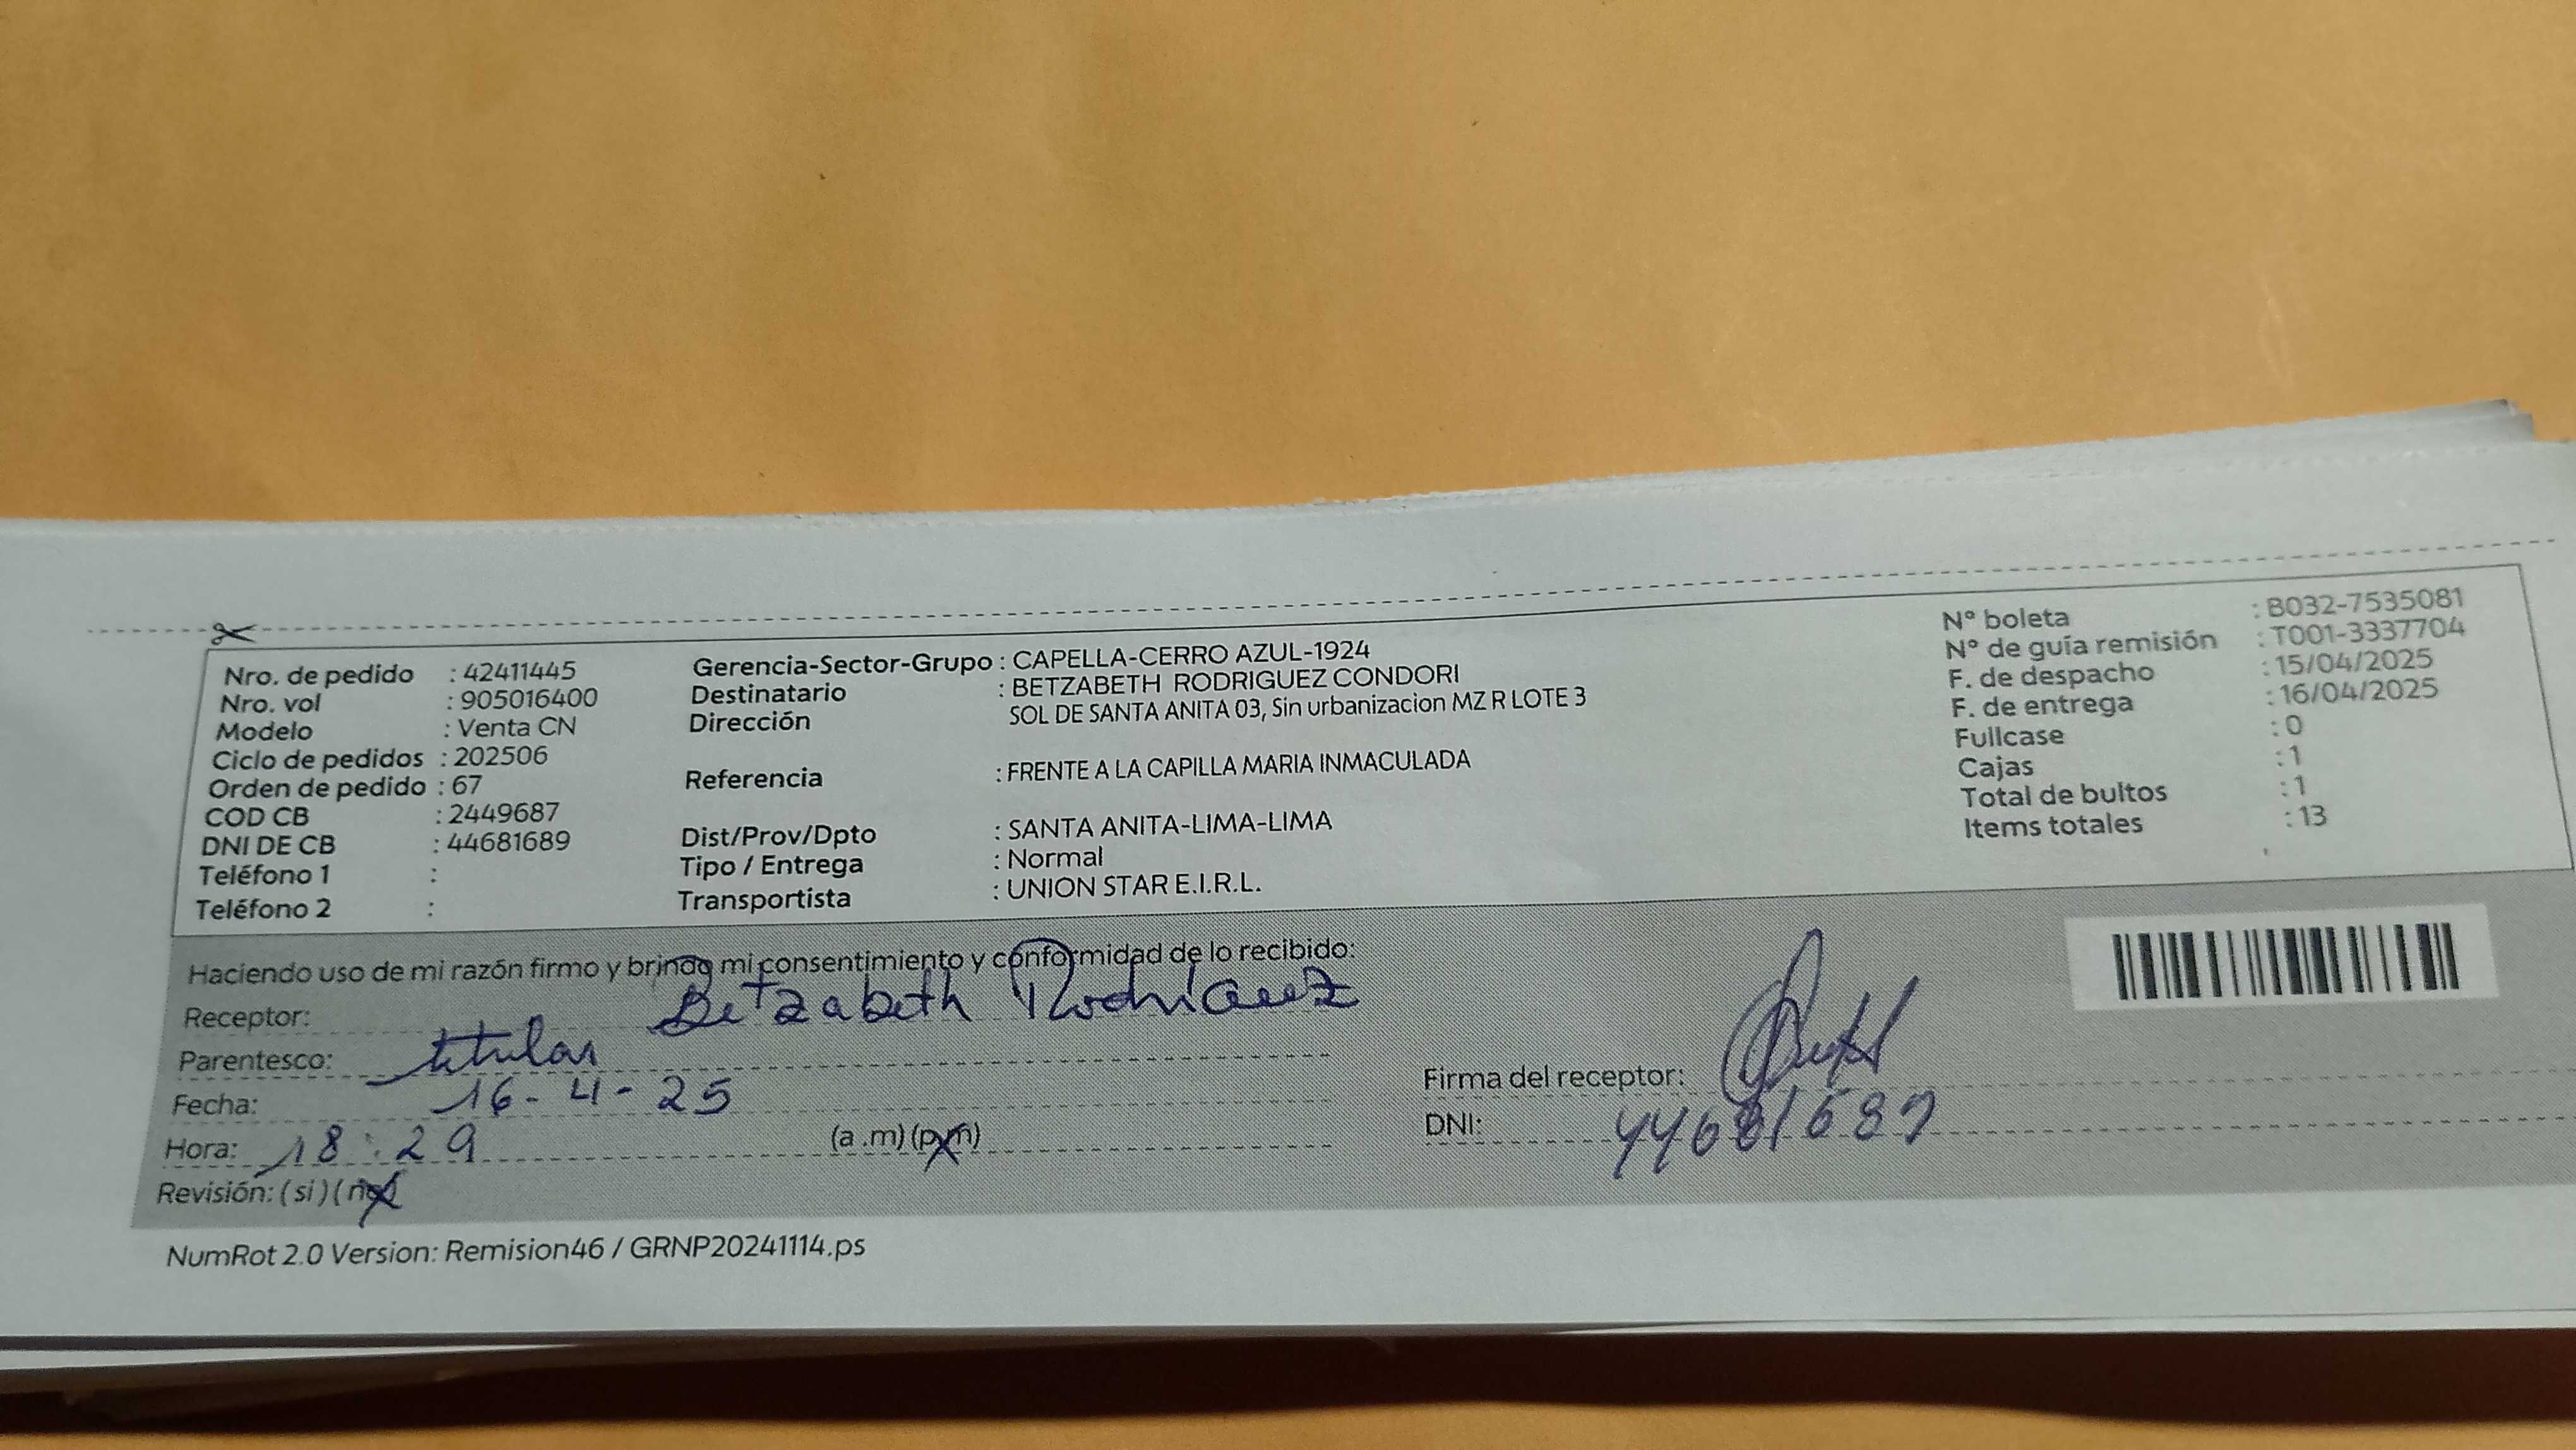 Nro. de pedido : 42411445
Nro. vol : 905016400
Modelo : Venta CN
Ciclo de pedidos : 202506
Orden de pedido : 67
COD CB : 2449687
DNI DE CB : 44681689
Teléfono 1 :
Teléfono 2 :
Gerencia-Sector-Grupo : CAPELLA-CERRO AZUL-1924
Destinatario : BETZABETH RODRIGUEZ CONDORI
Dirección SOL DE SANTA ANITA 03, Sin urbanizacion MZ R LOTE 3
Referencia : FRENTE A LA CAPILLA MARIA INMACULADA
Dist/Prov/Dpto : SANTA ANITA-LIMA-LIMA
Tipo / Entrega : Normal
Transportista : UNION STAR E.I.R.L.
N° boleta : B032-7535081
N° de guía remisión : T001-3337704
F. de despacho : 15/04/2025
F. de entrega : 16/04/2025
Fullcase : 0
Cajas : 1
Total de bultos : 1
Items totales : 13
Haciendo uso de mi razón firmo y brindo mi consentimiento y conformidad de lo recibido:
Receptor: Betzabeth Rodriguez
Parentesco: titular
Fecha: 16-4-25
Hora: 18:29 (a.m)(p.m)
Revisión: (si)(no)
Firma del receptor:
DNI: 44681689
NumRot 2.0 Version: Remision46 / GRNP20241114.ps